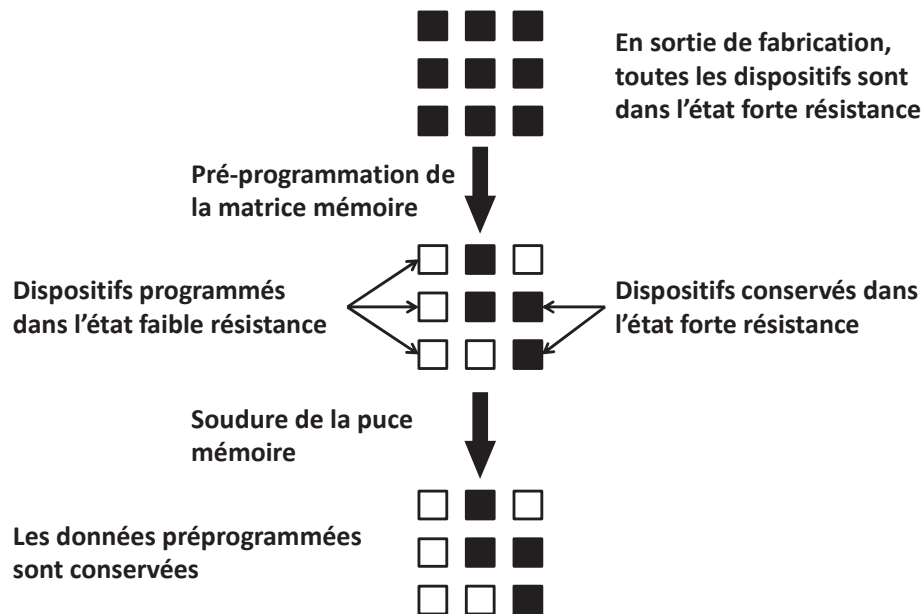 En sortie de fabrication,
toutes les dispositifs sont
dans l'état forte résistance
Pré-programmation de
la matrice mémoire
Dispositifs programmés
dans l'état faible résistance
Dispositifs conservés dans
l'état forte résistance
Soudure de la puce
mémoire
Les données préprogrammées
sont conservées